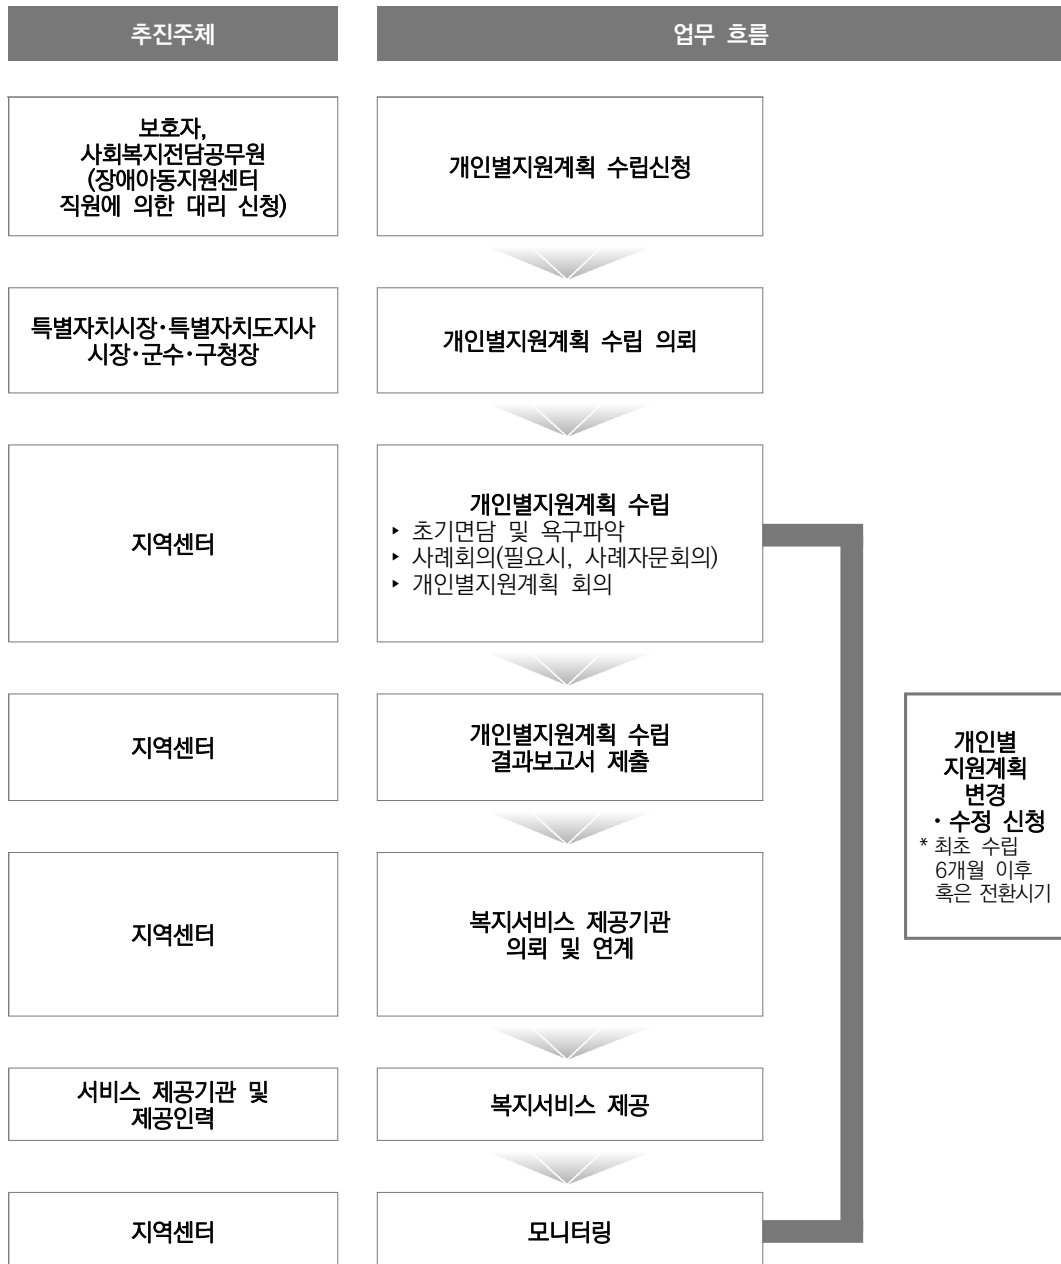 추진주체
업무 흐름
보호자,
사회복지전담공무원
(장애아동지원센터
직원에 의한 대리 신청)
개인별지원계획 수립신청
특별자치시장·특별자치도지사
시장·군수·구청장
개인별지원계획 수립 의뢰
지역센터
개인별지원계획 수립
▸ 초기면담 및 욕구파악
▸ 사례회의(필요시, 사례자문회의)
▸ 개인별지원계획 회의
지역센터
개인별지원계획 수립
결과보고서 제출
지역센터
복지서비스 제공기관
의뢰 및 연계
서비스 제공기관 및
제공인력
복지서비스 제공
지역센터
모니터링
개인별
지원계획
변경
· 수정 신청
* 최초 수립
6개월 이후
혹은 전환시기